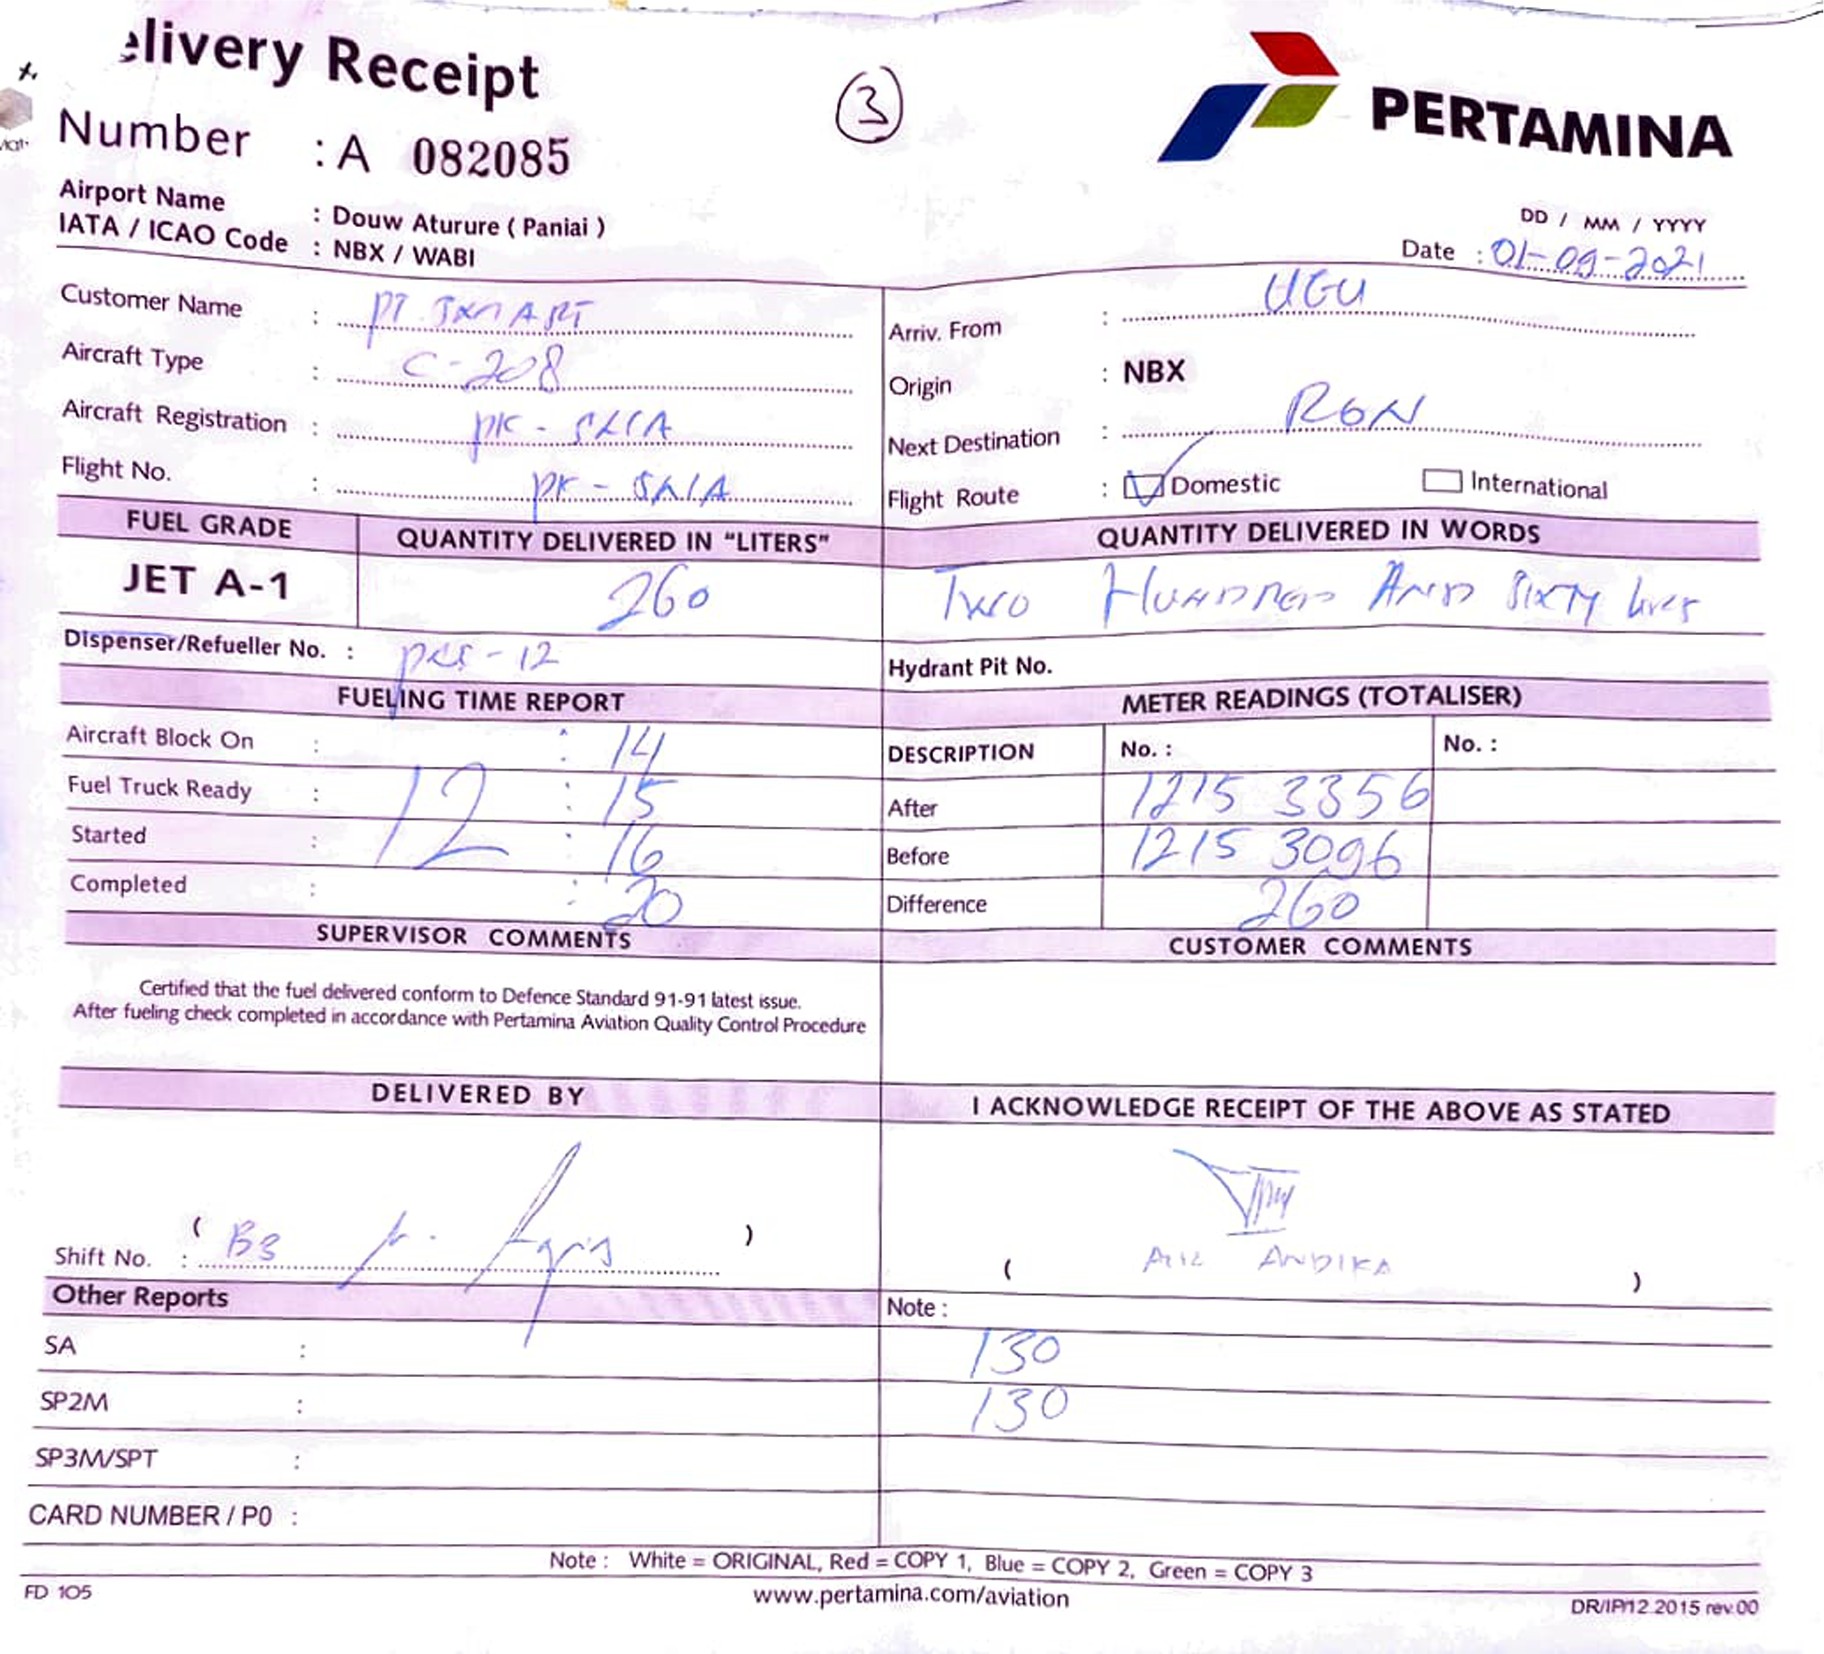 elivery Receipt
3
PERTAMINA
Number : A 082085
Airport Name : Douw Aturure ( Paniai )
IATA / ICAO Code : NBX / WABI
DD / MM / YYYY
Date : 01-09-2021
Customer Name : PT.
Arriv. From : UGU
Aircraft Type : C-208
Origin : NBX
Aircraft Registration : PK -
Next Destination : RON
Flight No. : PK -
Flight Route : Domestic International
FUEL GRADE QUANTITY DELIVERED IN "LITERS" QUANTITY DELIVERED IN WORDS
JET A-1 260 Two Hundred And Sixty
Dispenser/Refueller No. :
Hydrant Pit No.
FUELING TIME REPORT METER READINGS (TOTALISER)
Aircraft Block On : : 14
DESCRIPTION No. : No. :
Fuel Truck Ready : 12 : 15
After 1215 3356
Started : : 16
Before 1215 3096
Completed : : 20
Difference 260
SUPERVISOR COMMENTS CUSTOMER COMMENTS
Certified that the fuel delivered conform to Defence Standard 91-91 latest issue.
After fueling check completed in accordance with Pertamina Aviation Quality Control Procedure
DELIVERED BY I ACKNOWLEDGE RECEIPT OF THE ABOVE AS STATED
( )
Shift No. : B3
( ANDIKA )
Other Reports
Note :
SA : 130
SP2M : 130
SP3M/SPT :
CARD NUMBER / P0 :
Note : White = ORIGINAL, Red = COPY 1, Blue = COPY 2, Green = COPY 3
FD 105 www.pertamina.com/aviation DR/IP/12.2015 rev.00